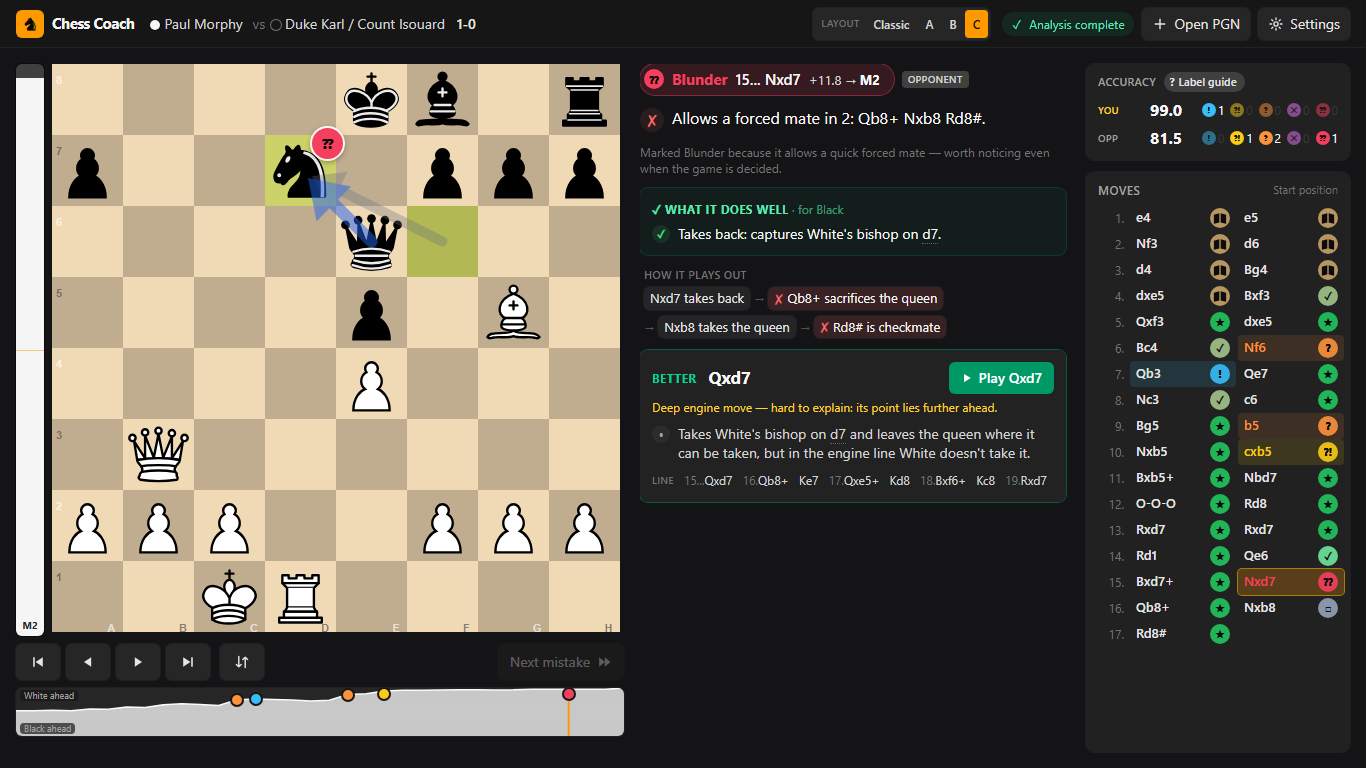 Chess Coach Paul Morphy vs Duke Karl / Count Isouard 1-0
LAYOUT Classic A B C
✓ Analysis complete
+ Open PGN
Settings
8
7
6
5
4
3
2
1
A B C D E F G H
??
M2
Next mistake
White ahead
Black ahead
?? Blunder 15... Nxd7 +11.8 → M2 OPPONENT
✗ Allows a forced mate in 2: Qb8+ Nxb8 Rd8#.
Marked Blunder because it allows a quick forced mate — worth noticing even
when the game is decided.
✓ WHAT IT DOES WELL · for Black
✓ Takes back: captures White's bishop on d7.
HOW IT PLAYS OUT
Nxd7 takes back → ✗ Qb8+ sacrifices the queen
→ Nxb8 takes the queen → ✗ Rd8# is checkmate
BETTER Qxd7
Play Qxd7
Deep engine move — hard to explain: its point lies further ahead.
Takes White's bishop on d7 and leaves the queen where it
can be taken, but in the engine line White doesn't take it.
LINE 15...Qxd7 16.Qb8+ Ke7 17.Qxe5+ Kd8 18.Bxf6+ Kc8 19.Rxd7
ACCURACY ? Label guide
YOU 99.0 ! 1 ?! 0 ? 0 ✗ 0 ?? 0
OPP 81.5 ! 0 ?! 1 ? 2 ✗ 0 ?? 1
MOVES Start position
1. e4 e5
2. Nf3 d6
3. d4 Bg4
4. dxe5 Bxf3 ✓
5. Qxf3 ★ dxe5 ★
6. Bc4 ✓ Nf6 ?
7. Qb3 ! Qe7 ★
8. Nc3 ✓ c6 ★
9. Bg5 ★ b5 ?
10. Nxb5 ★ cxb5 ?!
11. Bxb5+ ★ Nbd7 ★
12. O-O-O ★ Rd8 ★
13. Rxd7 ★ Rxd7 ★
14. Rd1 ★ Qe6 ✓
15. Bxd7+ ★ Nxd7 ??
16. Qb8+ ★ Nxb8 =
17. Rd8# ★